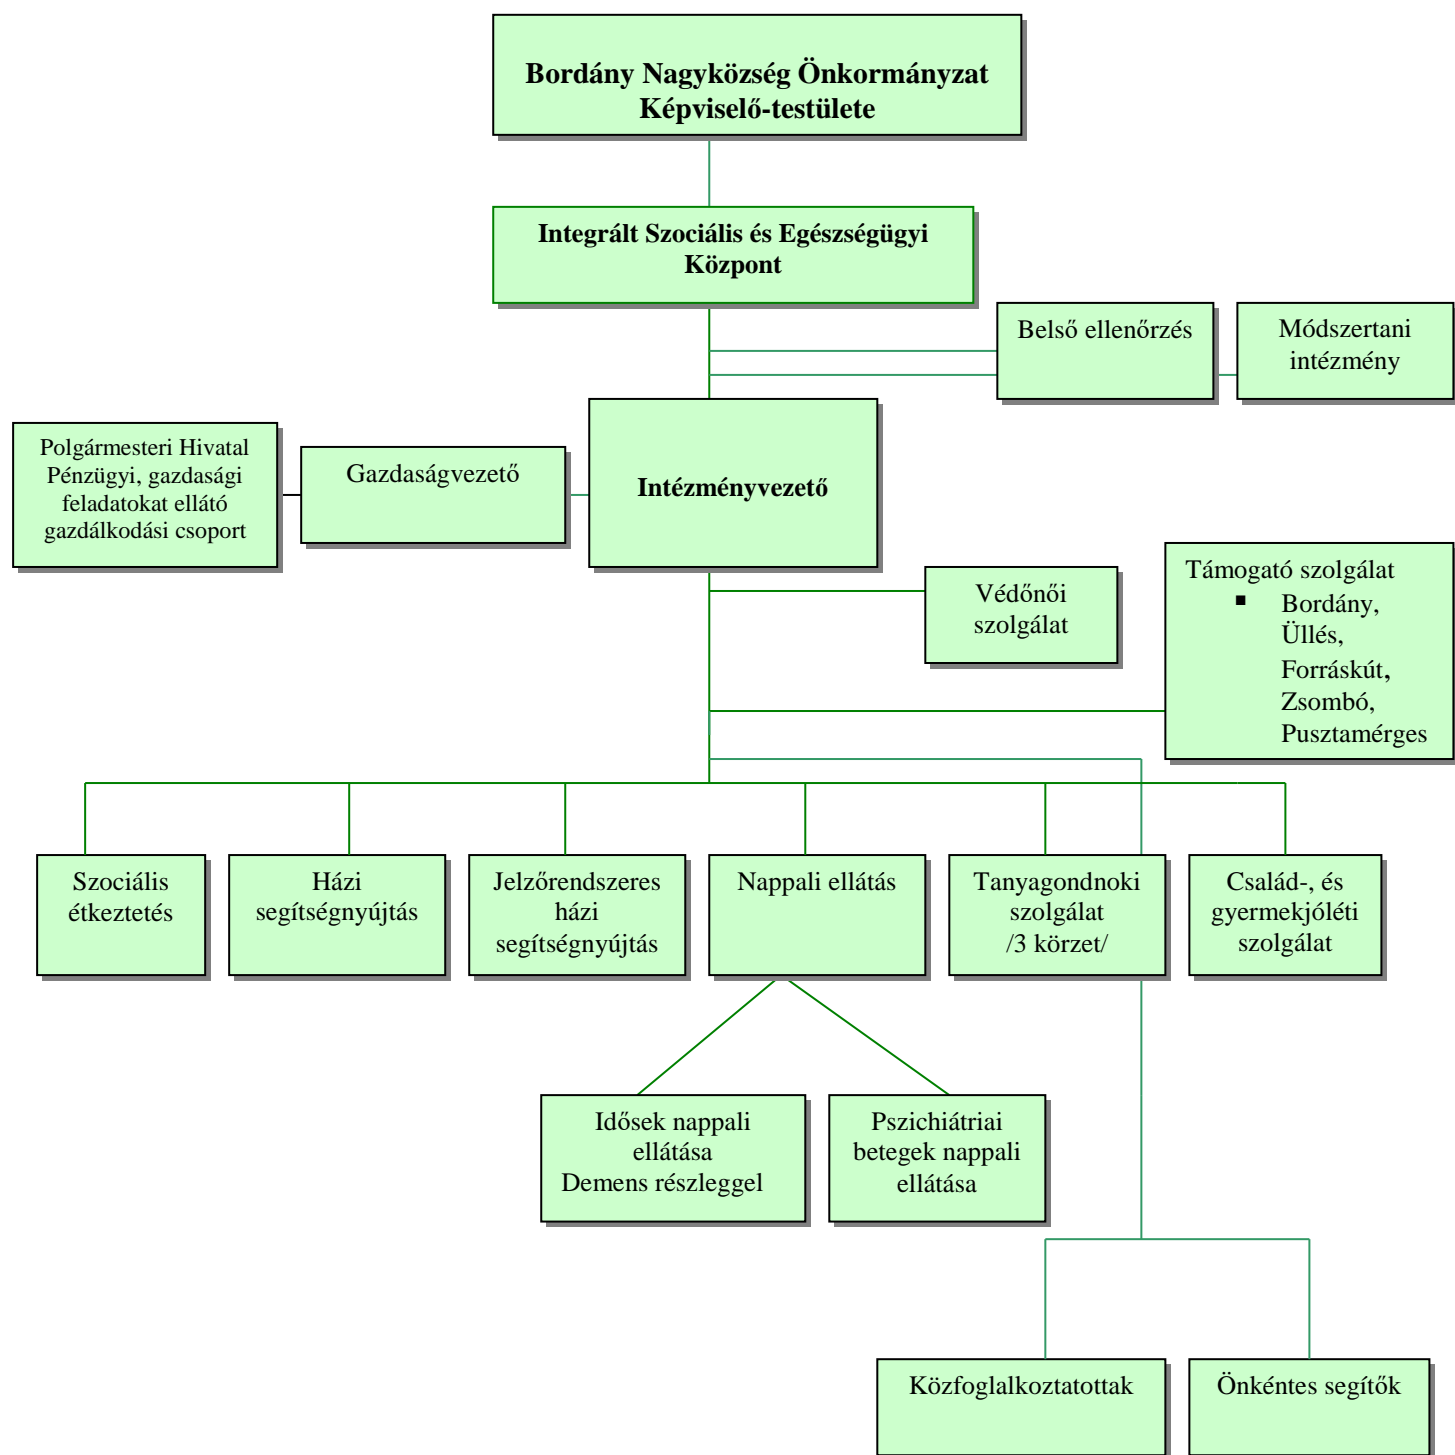 Bordány Nagyközség Önkormányzat
Képviselő-testülete
Integrált Szociális és Egészségügyi
Központ
Belső ellenőrzés
Módszertani
intézmény
Polgármesteri Hivatal
Pénzügyi, gazdasági
feladatokat ellátó
gazdálkodási csoport
Gazdaságvezető
Intézményvezető
Védőnői
szolgálat
Támogató szolgálat
▪ Bordány,
Üllés,
Forráskút,
Zsombó,
Pusztamérges
Szociális
étkeztetés
Házi
segítségnyújtás
Jelzőrendszeres
házi
segítségnyújtás
Nappali ellátás
Tanyagondnoki
szolgálat
/3 körzet/
Család-, és
gyermekjóléti
szolgálat
Idősek nappali
ellátása
Demens részleggel
Pszichiátriai
betegek nappali
ellátása
Közfoglalkoztatottak
Önkéntes segítők